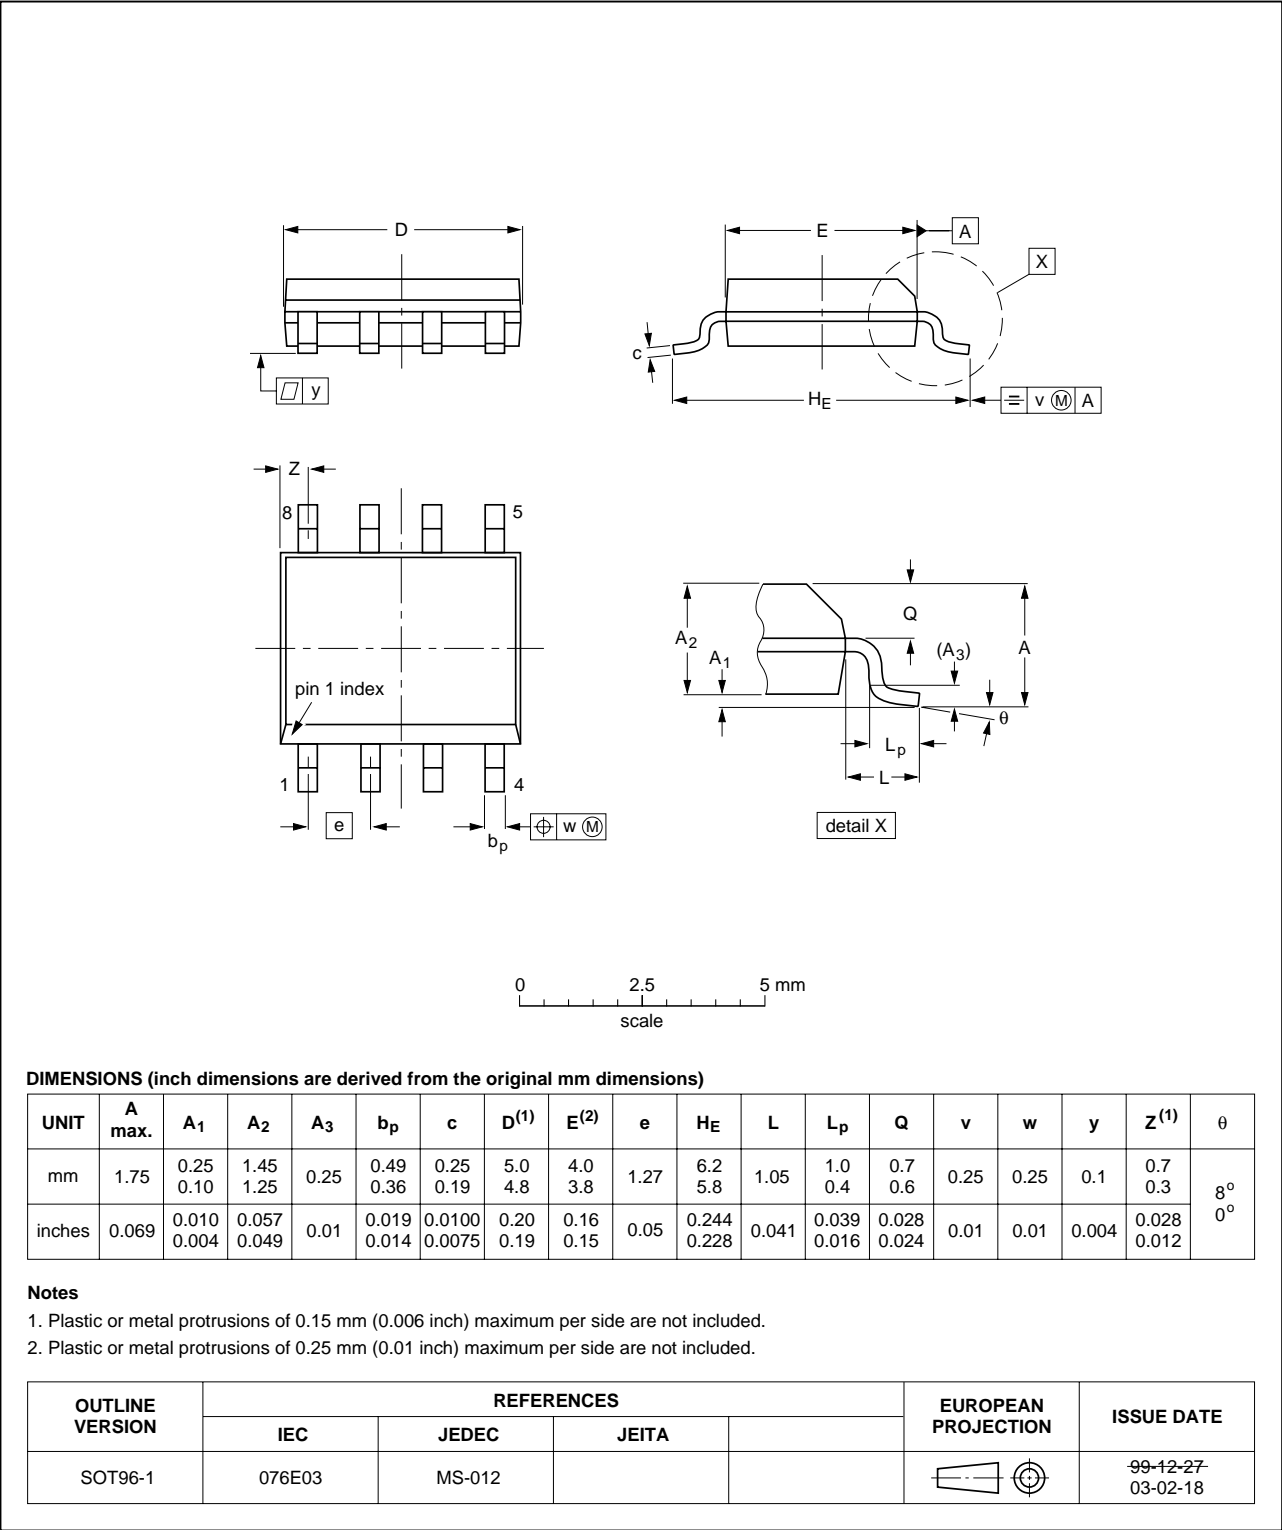 D
E
A
X
c
y
HE
v M A
Z
8
5
pin 1 index
1
4
e
bp
w M
A2
A1
Q
(A3)
A
θ
Lp
L
detail X
0 2.5 5 mm
scale
DIMENSIONS (inch dimensions are derived from the original mm dimensions)
UNIT A max. A1 A2 A3 bp c D(1) E(2) e HE L Lp Q v w y Z(1) θ
mm 1.75 0.25 0.10 1.45 1.25 0.25 0.49 0.36 0.25 0.19 5.0 4.8 4.0 3.8 1.27 6.2 5.8 1.05 1.0 0.4 0.7 0.6 0.25 0.25 0.1 0.7 0.3 8o 0o
inches 0.069 0.010 0.004 0.057 0.049 0.01 0.019 0.014 0.0100 0.0075 0.20 0.19 0.16 0.15 0.05 0.244 0.228 0.041 0.039 0.016 0.028 0.024 0.01 0.01 0.004 0.028 0.012
Notes
1. Plastic or metal protrusions of 0.15 mm (0.006 inch) maximum per side are not included.
2. Plastic or metal protrusions of 0.25 mm (0.01 inch) maximum per side are not included.
OUTLINE VERSION REFERENCES EUROPEAN PROJECTION ISSUE DATE
IEC JEDEC JEITA
SOT96-1 076E03 MS-012 99-12-27
03-02-18